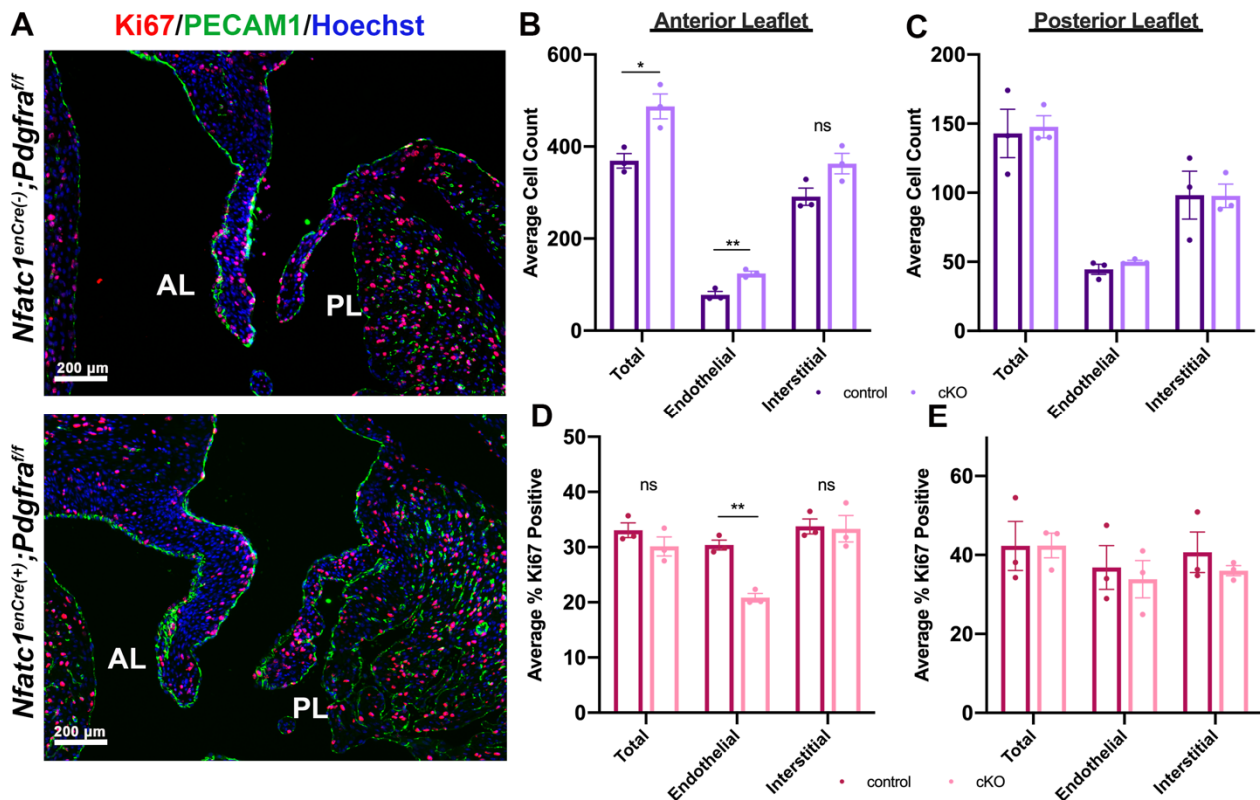 A
Ki67/PECAM1/Hoechst
Nfatc1enCre(-);Pdgfraf/f
AL
PL
200 μm
Nfatc1enCre(+);Pdgfraf/f
AL
PL
200 μm
B
Anterior Leaflet
Average Cell Count
600
400
200
0
*
**
ns
Total
Endothelial
Interstitial
C
Posterior Leaflet
Average Cell Count
200
150
100
50
0
Total
Endothelial
Interstitial
control
cKO
D
Average % Ki67 Positive
50
40
30
20
10
0
ns
**
ns
Total
Endothelial
Interstitial
E
Average % Ki67 Positive
60
40
20
0
Total
Endothelial
Interstitial
control
cKO